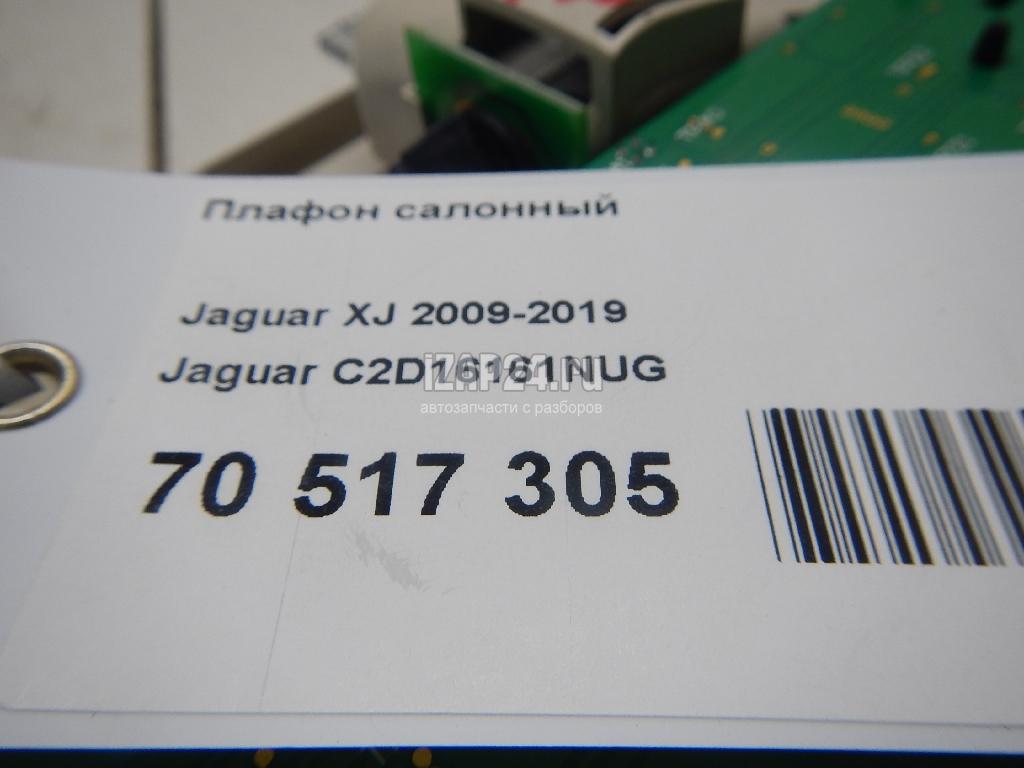 Плафон салонный
Jaguar XJ 2009-2019
Jaguar C2D16161NUG
iZAP24.ru
автозапчасти с разборов
70 517 305